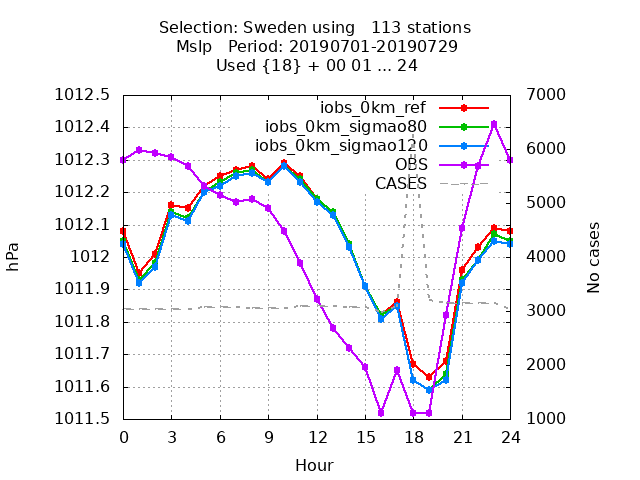 Selection: Sweden using   113 stations
Mslp   Period: 20190701-20190729
Used {18} + 00 01 ... 24
1012.5
1012.4
1012.3
1012.2
1012.1
1012
1011.9
1011.8
1011.7
1011.6
1011.5
7000
6000
5000
4000
3000
2000
1000
iobs_0km_ref
iobs_0km_sigmao80
iobs_0km_sigmao120
OBS
CASES
hPa
No cases
0 3 6 9 12 15 18 21 24
Hour